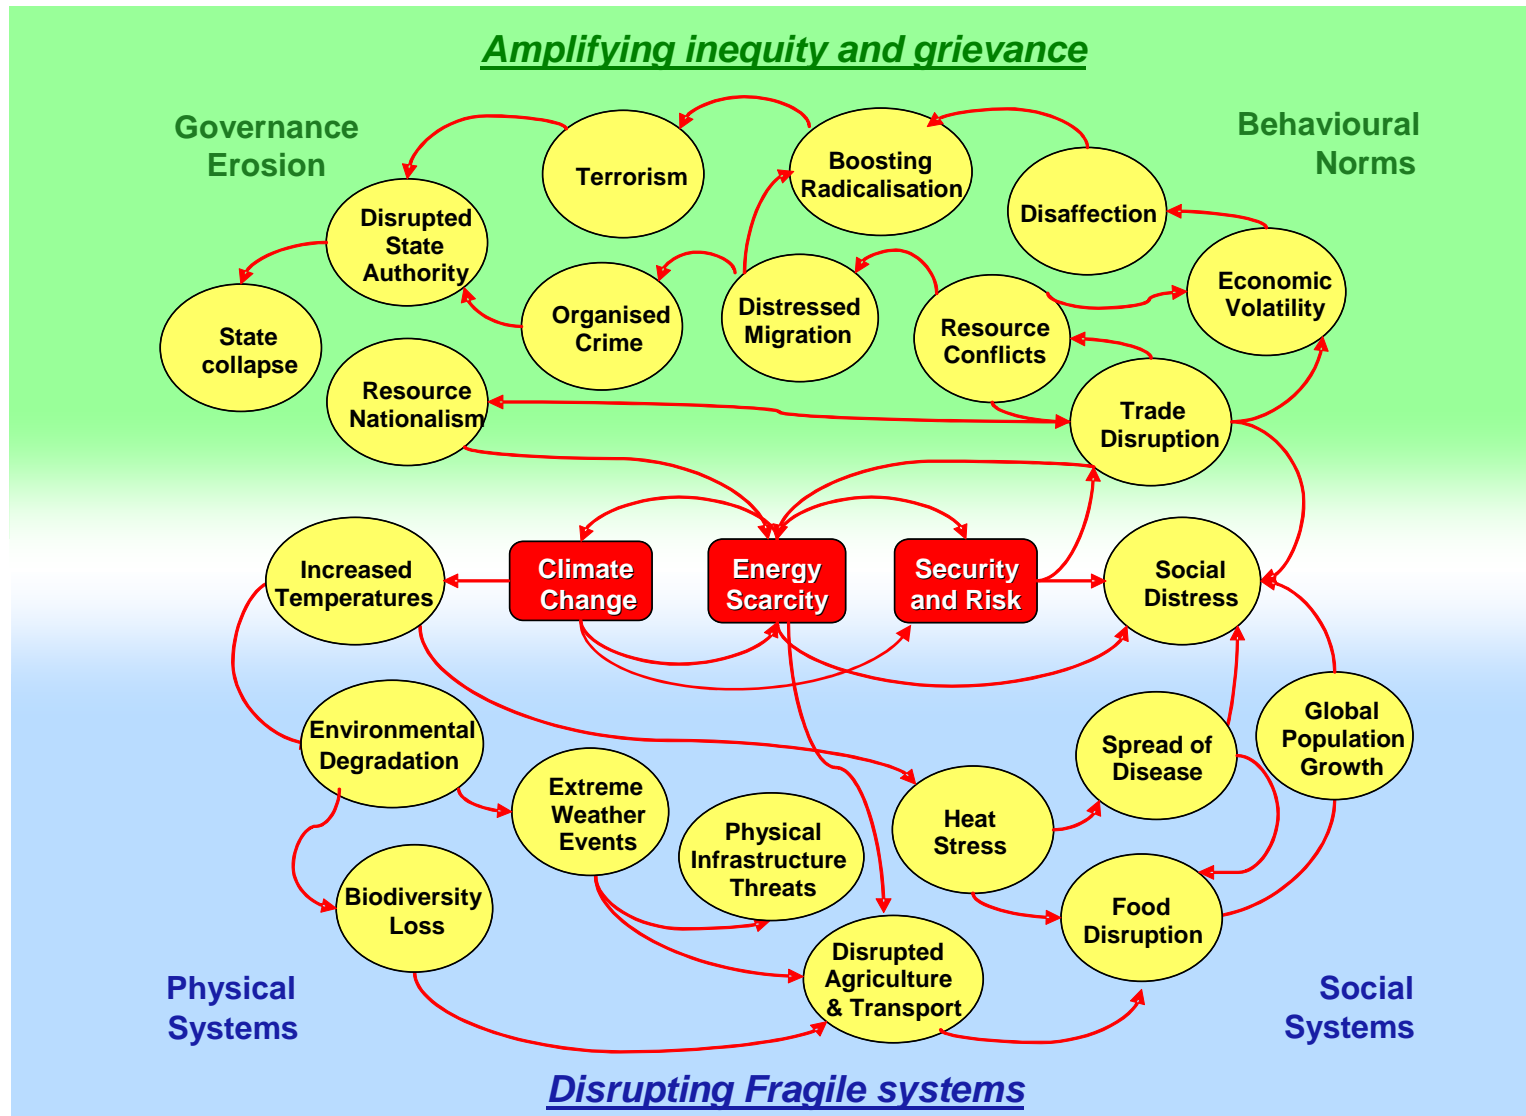 Amplifying inequity and grievance
Governance
Erosion
Behavioural
Norms
Terrorism
Boosting
Radicalisation
Disaffection
Disrupted
State
Authority
Economic
Volatility
State
collapse
Organised
Crime
Distressed
Migration
Resource
Conflicts
Resource
Nationalism
Trade
Disruption
Increased
Temperatures
Climate
Change
Energy
Scarcity
Security
and Risk
Social
Distress
Environmental
Degradation
Extreme
Weather
Events
Physical
Infrastructure
Threats
Heat
Stress
Spread of
Disease
Global
Population
Growth
Biodiversity
Loss
Disrupted
Agriculture
& Transport
Food
Disruption
Physical
Systems
Social
Systems
Disrupting Fragile systems